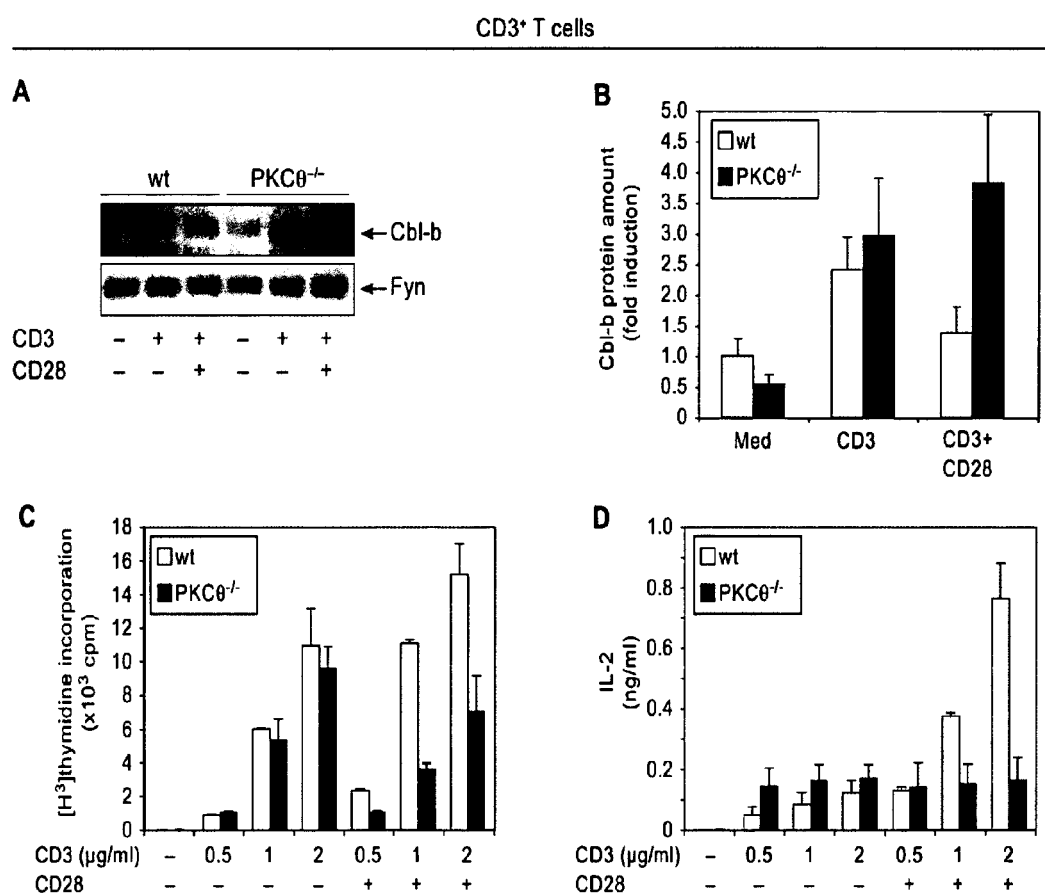 CD3⁺ T cells
A
wt PKCθ⁻/⁻
←Cbl-b
←Fyn
CD3 – + + – + +
CD28 – – + – – +
B
5.0
4.5
4.0
3.5
3.0
2.5
2.0
1.5
1.0
0.5
0
Cbl-b protein amount
(fold induction)
wt
PKCθ⁻/⁻
Med CD3 CD3+
CD28
C
18
16
14
12
10
8
6
4
2
0
[H³]thymidine incorporation
(x10³ cpm)
wt
PKCθ⁻/⁻
CD3 (µg/ml) – 0.5 1 2 0.5 1 2
CD28 – – – – + + +
D
1.0
0.8
0.6
0.4
0.2
0
IL-2
(ng/ml)
wt
PKCθ⁻/⁻
CD3 (µg/ml) – 0.5 1 2 0.5 1 2
CD28 – – – – + + +